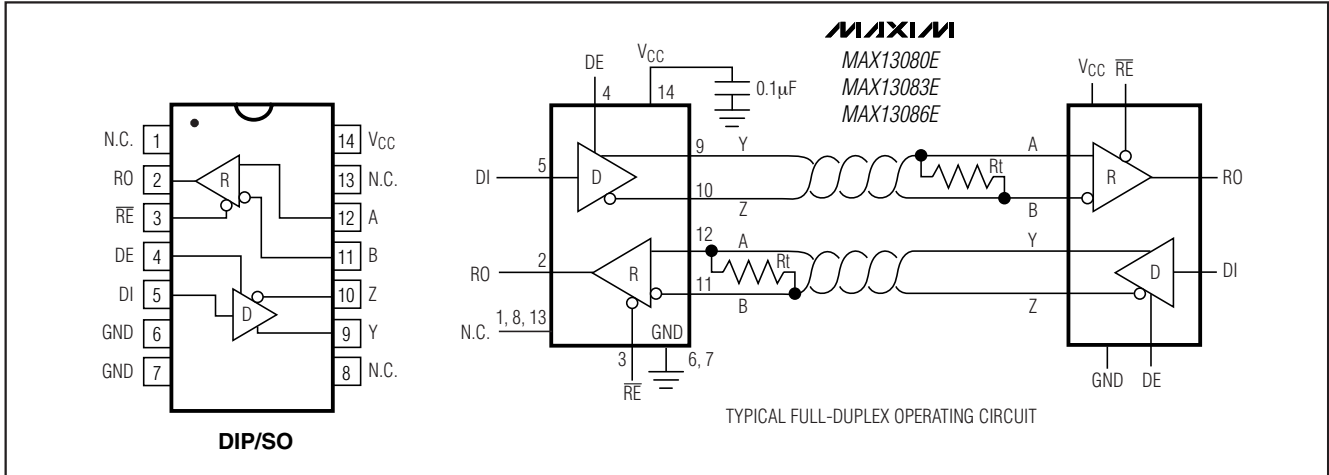 MAXIM
MAX13080E
MAX13083E
MAX13086E
N.C. 1
RO 2
RE 3
DE 4
DI 5
GND 6
GND 7
14 VCC
13 N.C.
12 A
11 B
10 Z
9 Y
8 N.C.
R
D
DIP/SO
DE
4
VCC
14
0.1µF
DI
5
D
9
Y
10
Z
A
Rt
B
VCC
RE
R
RO
RO
2
R
12
A
Rt
11
B
Y
Z
D
DI
N.C.
1, 8, 13
3
RE
GND
6, 7
GND
DE
TYPICAL FULL-DUPLEX OPERATING CIRCUIT